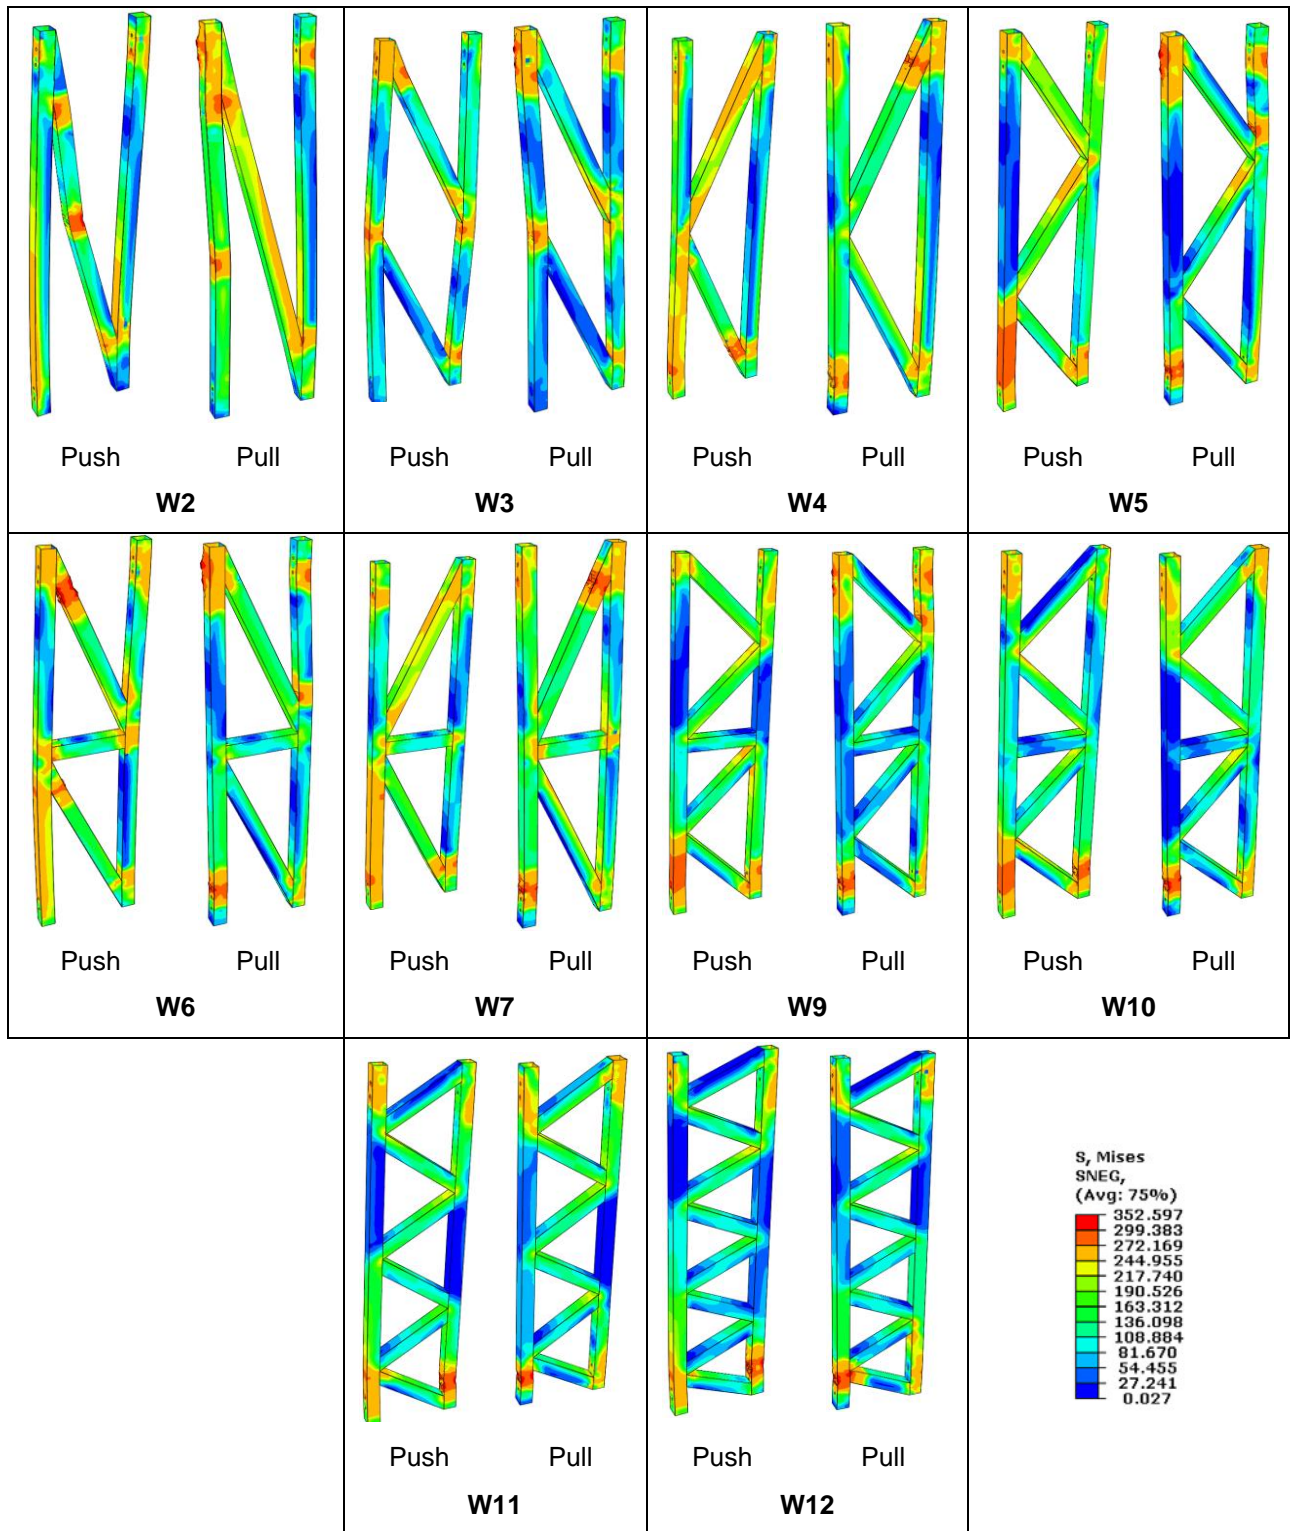 Push Pull Push Pull Push Pull Push Pull
W2 W3 W4 W5
Push Pull Push Pull Push Pull Push Pull
W6 W7 W9 W10
S, Mises
SNEG,
(Avg: 75%)
352.597
299.383
272.169
244.955
217.740
190.526
163.312
136.098
108.884
81.670
54.455
27.241
0.027
Push Pull Push Pull
W11 W12